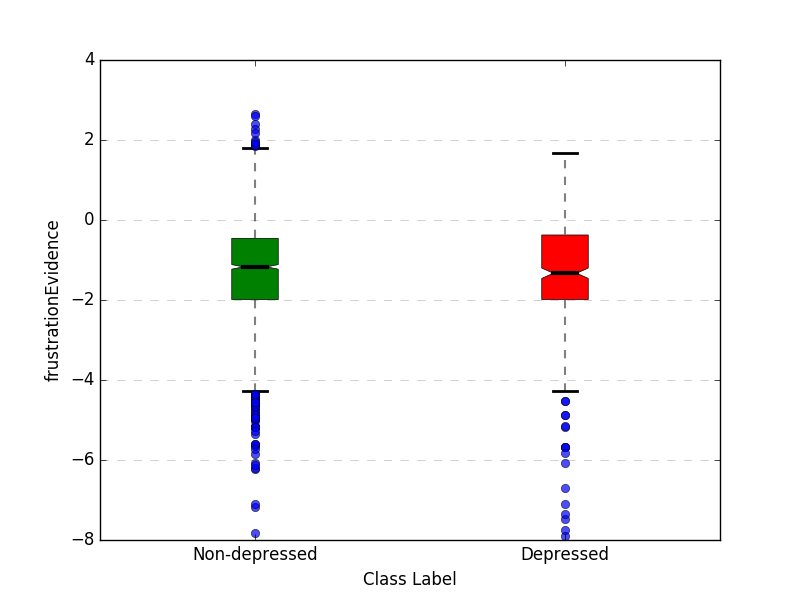 4
2
0
−2
−4
−6
−8
frustrationEvidence
Non-depressed
Depressed
Class Label